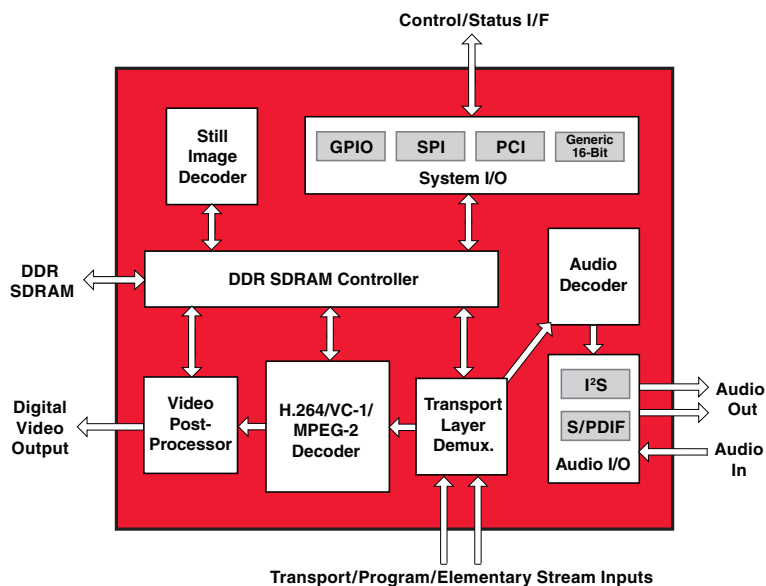 Control/Status I/F
Still
Image
Decoder
GPIO
SPI
PCI
Generic
16-Bit
System I/O
DDR
SDRAM
DDR SDRAM Controller
Audio
Decoder
Digital
Video
Output
Video
Post-
Processor
H.264/VC-1/
MPEG-2
Decoder
Transport
Layer
Demux.
I²S
S/PDIF
Audio I/O
Audio
Out
Audio
In
Transport/Program/Elementary Stream Inputs